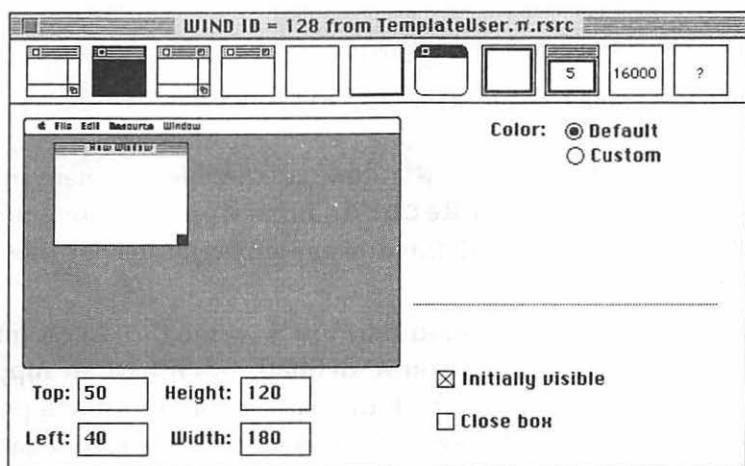 WIND ID = 128 from TemplateUser.π.rsrc
5 16000 ?
File Edit Resource Window
New Window
Color: Default
Custom
Top: 50 Height: 120
Left: 40 Width: 180
Initially visible
Close box